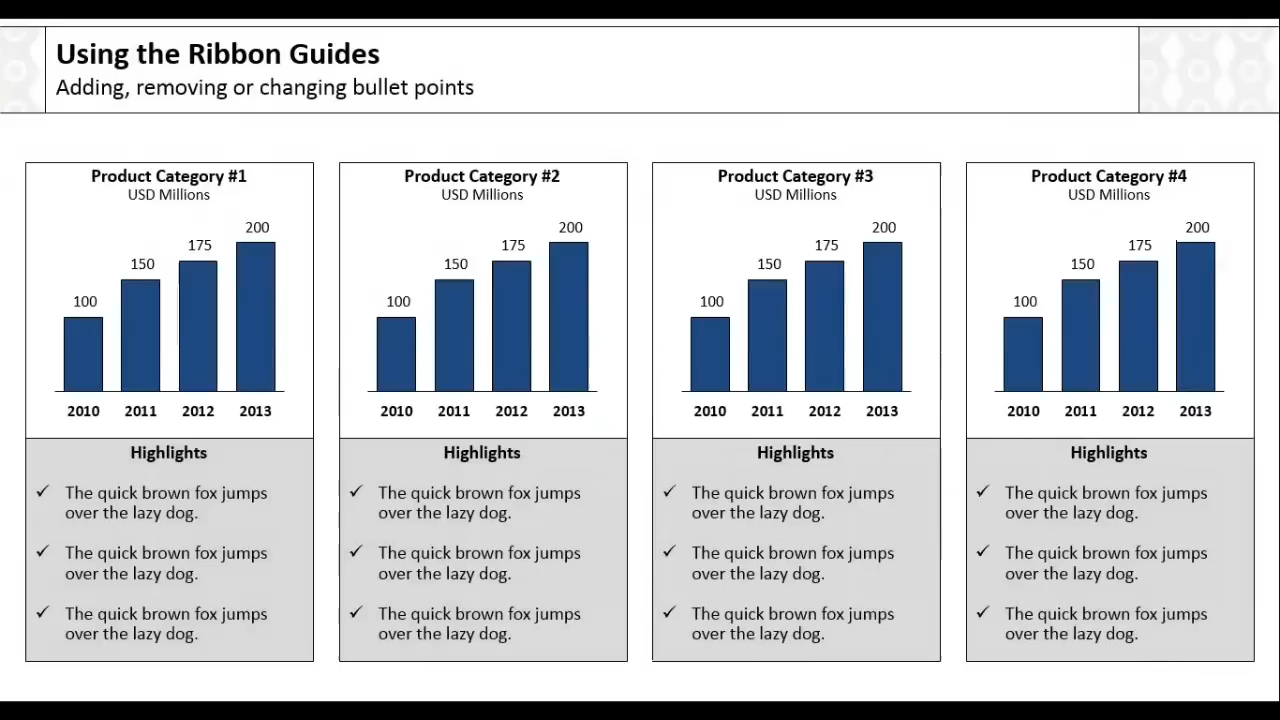 Using the Ribbon Guides
Adding, removing or changing bullet points
Product Category #1
USD Millions
100
150
175
200
2010 2011 2012 2013
Highlights
✓ The quick brown fox jumps
over the lazy dog.
✓ The quick brown fox jumps
over the lazy dog.
✓ The quick brown fox jumps
over the lazy dog.
Product Category #2
USD Millions
100
150
175
200
2010 2011 2012 2013
Highlights
✓ The quick brown fox jumps
over the lazy dog.
✓ The quick brown fox jumps
over the lazy dog.
✓ The quick brown fox jumps
over the lazy dog.
Product Category #3
USD Millions
100
150
175
200
2010 2011 2012 2013
Highlights
✓ The quick brown fox jumps
over the lazy dog.
✓ The quick brown fox jumps
over the lazy dog.
✓ The quick brown fox jumps
over the lazy dog.
Product Category #4
USD Millions
100
150
175
200
2010 2011 2012 2013
Highlights
✓ The quick brown fox jumps
over the lazy dog.
✓ The quick brown fox jumps
over the lazy dog.
✓ The quick brown fox jumps
over the lazy dog.